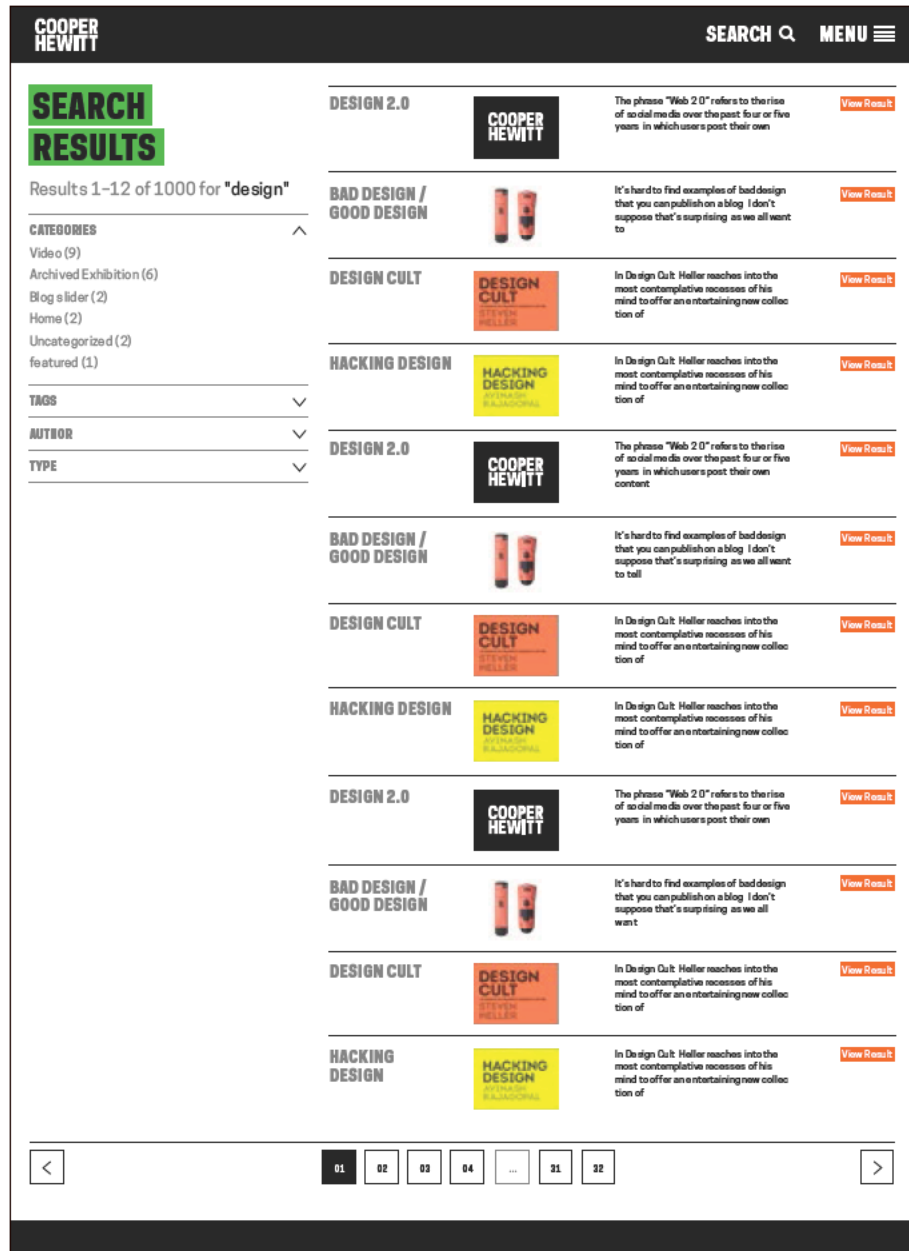 COOPER
HEWITT
SEARCH
MENU
SEARCH
RESULTS
Results 1–12 of 1000 for "design"
CATEGORIES
Video (9)
Archived Exhibition (6)
Blog slider (2)
Home (2)
Uncategorized (2)
featured (1)
TAGS
AUTHOR
TYPE
DESIGN 2.0
COOPER
HEWITT
The phrase "Web 2 0" refers to the rise
of social media over the past four or five
years in which users post their own
View Result
BAD DESIGN /
GOOD DESIGN
It's hard to find examples of bad design
that you can publish on a blog I don't
suppose that's surprising as we all want
to
View Result
DESIGN CULT
DESIGN
CULT
STEVEN
HELLER
In Design Cult Heller reaches into the
most contemplative recesses of his
mind to offer an entertaining new collec
tion of
View Result
HACKING DESIGN
HACKING
DESIGN
AVINASH
RAJAGOPAL
In Design Cult Heller reaches into the
most contemplative recesses of his
mind to offer an entertaining new collec
tion of
View Result
DESIGN 2.0
COOPER
HEWITT
The phrase "Web 2 0" refers to the rise
of social media over the past four or five
years in which users post their own
content
View Result
BAD DESIGN /
GOOD DESIGN
It's hard to find examples of bad design
that you can publish on a blog I don't
suppose that's surprising as we all want
to tell
View Result
DESIGN CULT
DESIGN
CULT
STEVEN
HELLER
In Design Cult Heller reaches into the
most contemplative recesses of his
mind to offer an entertaining new collec
tion of
View Result
HACKING DESIGN
HACKING
DESIGN
AVINASH
RAJAGOPAL
In Design Cult Heller reaches into the
most contemplative recesses of his
mind to offer an entertaining new collec
tion of
View Result
DESIGN 2.0
COOPER
HEWITT
The phrase "Web 2 0" refers to the rise
of social media over the past four or five
years in which users post their own
View Result
BAD DESIGN /
GOOD DESIGN
It's hard to find examples of bad design
that you can publish on a blog I don't
suppose that's surprising as we all
want
View Result
DESIGN CULT
DESIGN
CULT
STEVEN
HELLER
In Design Cult Heller reaches into the
most contemplative recesses of his
mind to offer an entertaining new collec
tion of
View Result
HACKING
DESIGN
HACKING
DESIGN
AVINASH
RAJAGOPAL
In Design Cult Heller reaches into the
most contemplative recesses of his
mind to offer an entertaining new collec
tion of
View Result
01 02 03 04 ... 31 32